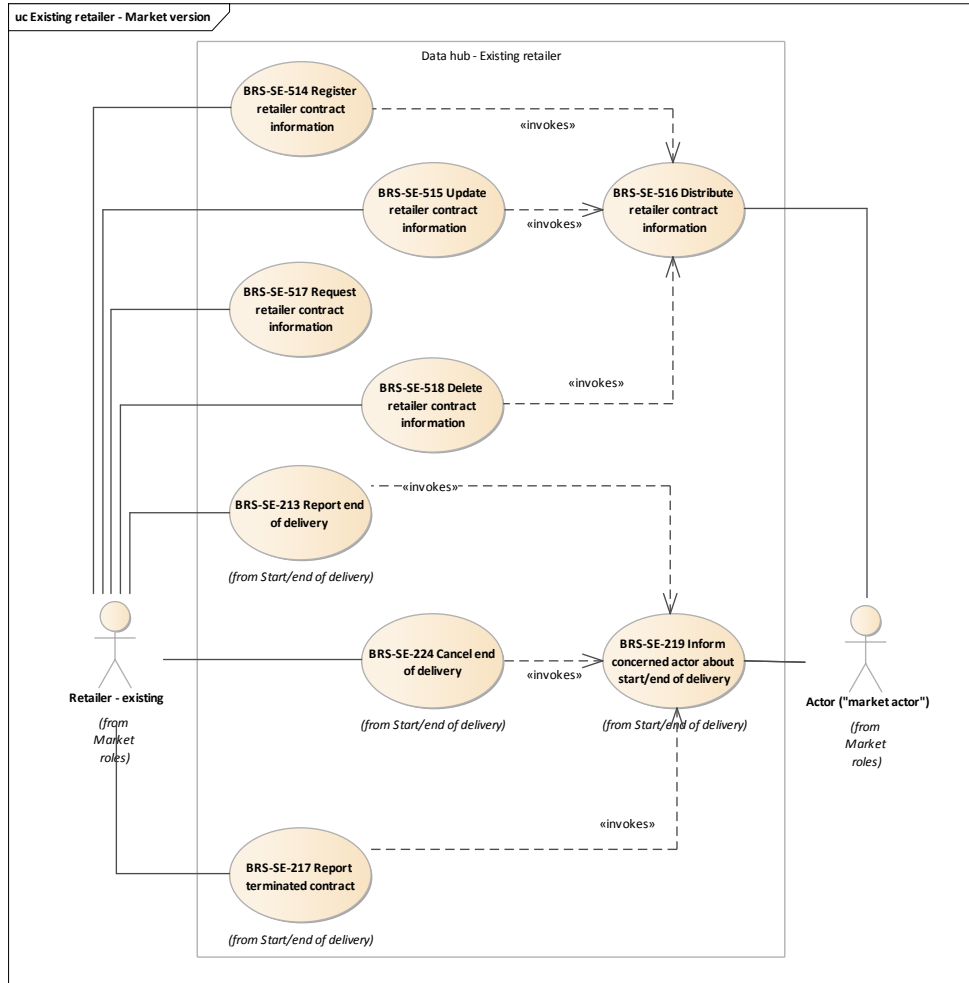 uc Existing retailer - Market version
Data hub - Existing retailer
BRS-SE-514 Register
retailer contract
information
«invokes»
BRS-SE-515 Update
retailer contract
information
«invokes»
BRS-SE-516 Distribute
retailer contract
information
BRS-SE-517 Request
retailer contract
information
BRS-SE-518 Delete
retailer contract
information
«invokes»
BRS-SE-213 Report end
of delivery
(from Start/end of delivery)
«invokes»
BRS-SE-224 Cancel end
of delivery
(from Start/end of delivery)
«invokes»
BRS-SE-219 Inform
concerned actor about
start/end of delivery
(from Start/end of delivery)
Retailer - existing
(from
Market
roles)
Actor ("market actor")
(from
Market
roles)
«invokes»
BRS-SE-217 Report
terminated contract
(from Start/end of delivery)